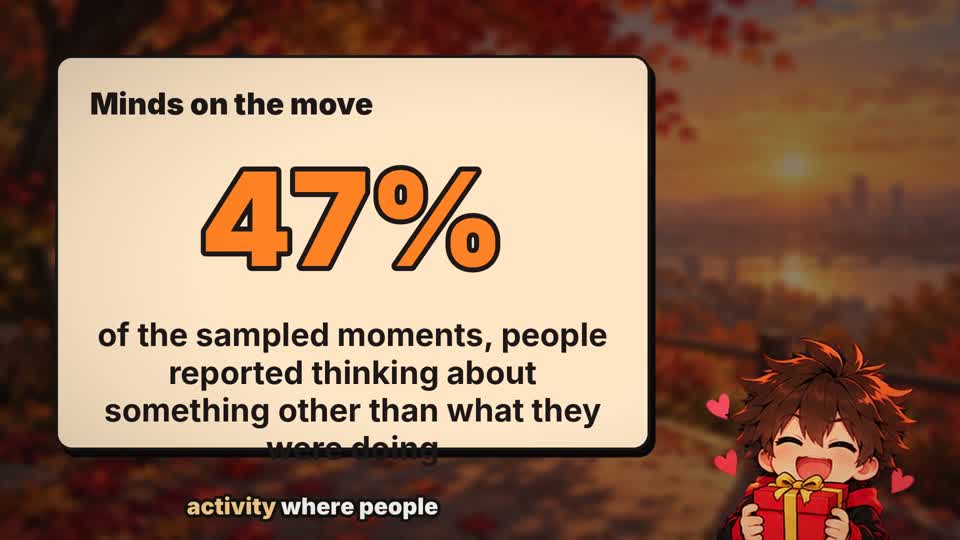 Minds on the move
47%
of the sampled moments, people
reported thinking about
something other than what they
were doing
activity where people